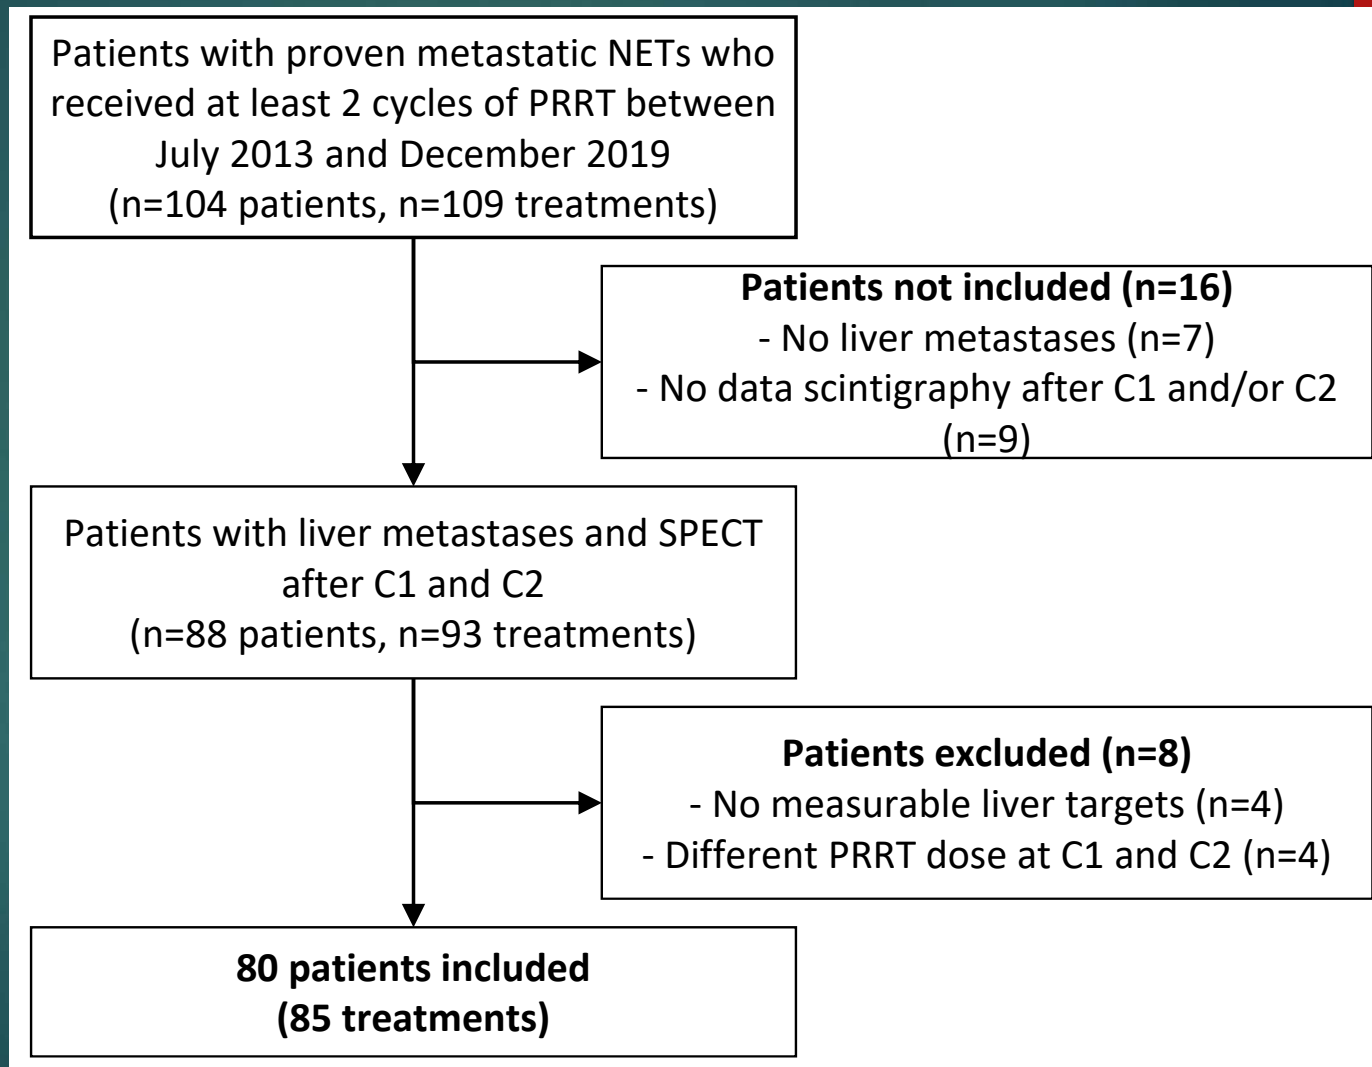 Patients with proven metastatic NETs who
received at least 2 cycles of PRRT between
July 2013 and December 2019
(n=104 patients, n=109 treatments)
Patients not included (n=16)
- No liver metastases (n=7)
- No data scintigraphy after C1 and/or C2
(n=9)
Patients with liver metastases and SPECT
after C1 and C2
(n=88 patients, n=93 treatments)
Patients excluded (n=8)
- No measurable liver targets (n=4)
- Different PRRT dose at C1 and C2 (n=4)
80 patients included
(85 treatments)